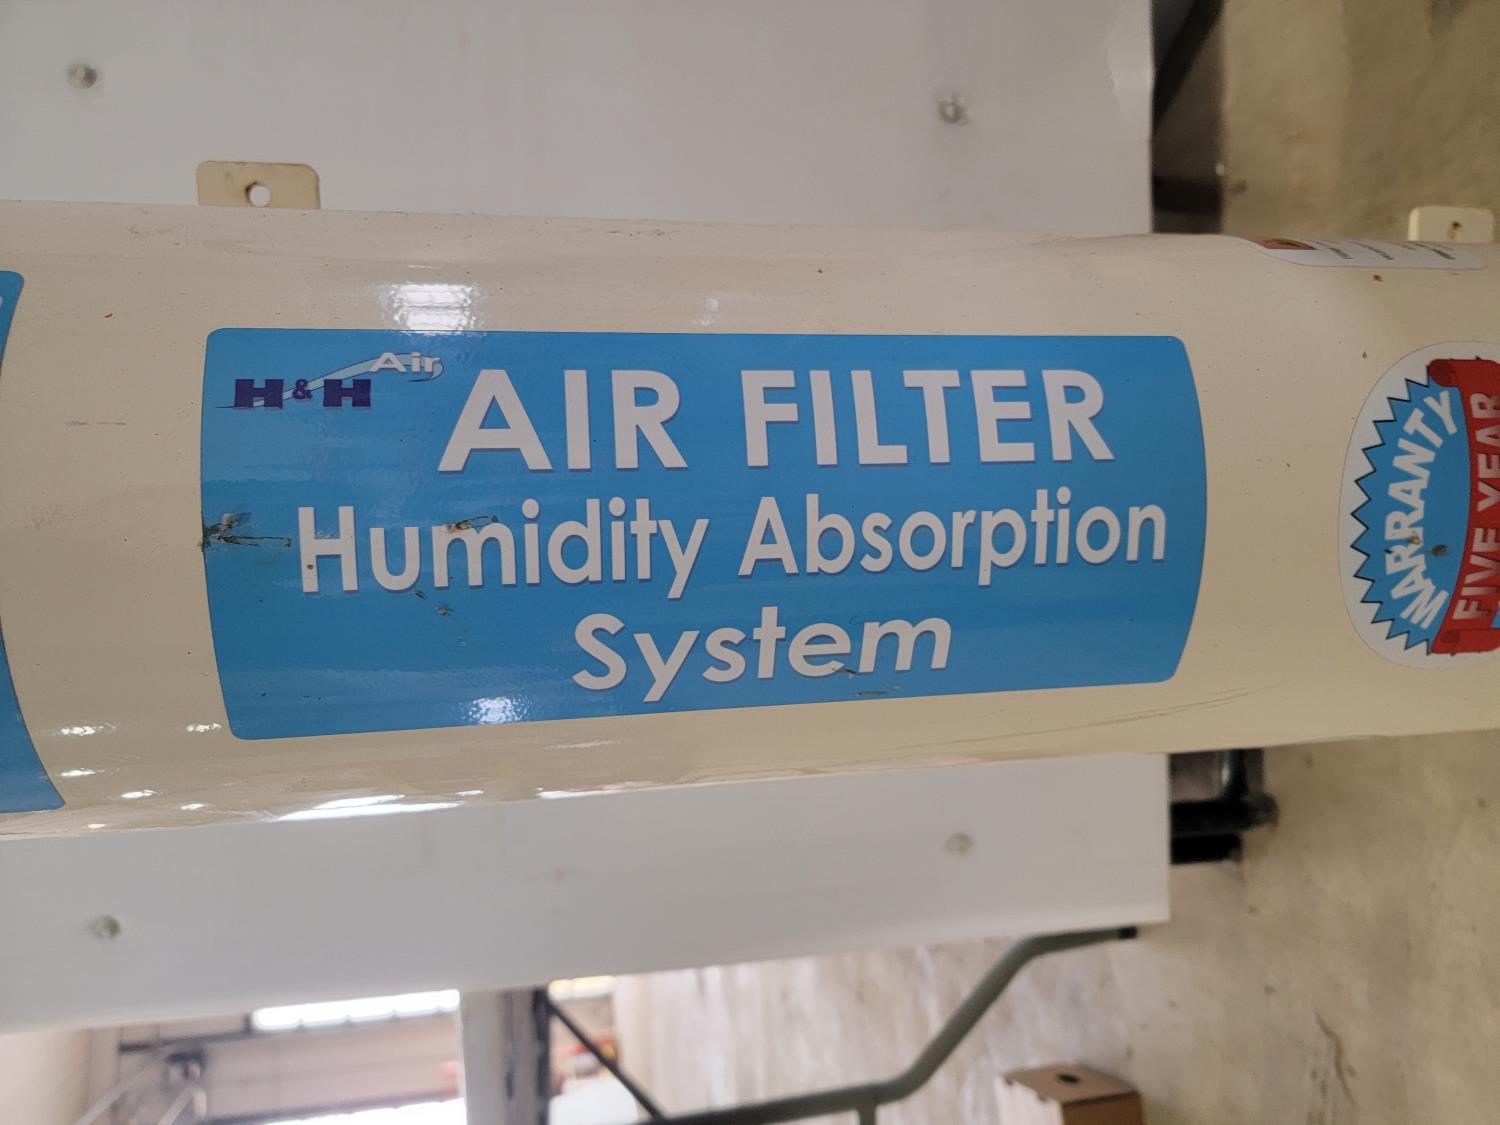 H & H Air
AIR FILTER
Humidity Absorption
System
WARRANTY
FIVE YEAR